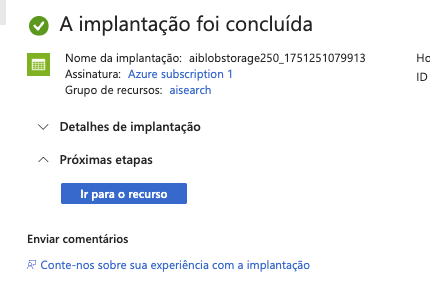 A implantação foi concluída
Nome da implantação: aiblobstorage250_1751251079913
Ho
Assinatura: Azure subscription 1
ID
Grupo de recursos: aisearch
Detalhes de implantação
Próximas etapas
Ir para o recurso
Enviar comentários
Conte-nos sobre sua experiência com a implantação